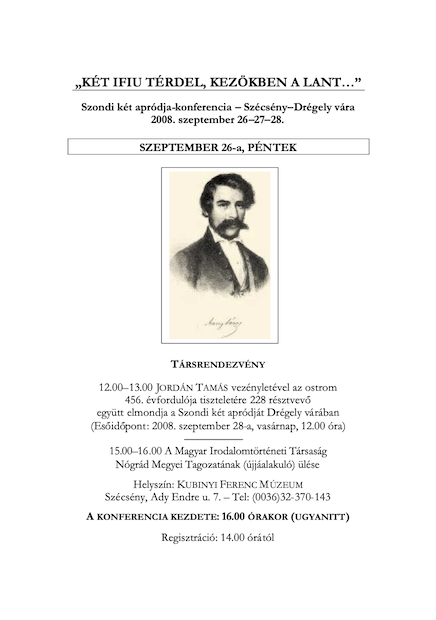 „KÉT IFIU TÉRDEL, KEZÖKBEN A LANT…”
Szondi két apródja-konferencia – Szécsény–Drégely vára
2008. szeptember 26–27–28.
SZEPTEMBER 26-a, PÉNTEK
Arany János
TÁRSRENDEZVÉNY
12.00–13.00 JORDÁN TAMÁS vezényletével az ostrom
456. évfordulója tiszteletére 228 résztvevő
együtt elmondja a Szondi két apródját Drégely várában
(Esőidőpont: 2008. szeptember 28-a, vasárnap, 12.00 óra)
15.00–16.00 A Magyar Irodalomtörténeti Társaság
Nógrád Megyei Tagozatának (újjáalakuló) ülése
Helyszín: KUBINYI FERENC MÚZEUM
Szécsény, Ady Endre u. 7. – Tel: (0036)32-370-143
A KONFERENCIA KEZDETE: 16.00 ÓRAKOR (UGYANITT)
Regisztráció: 14.00 órától